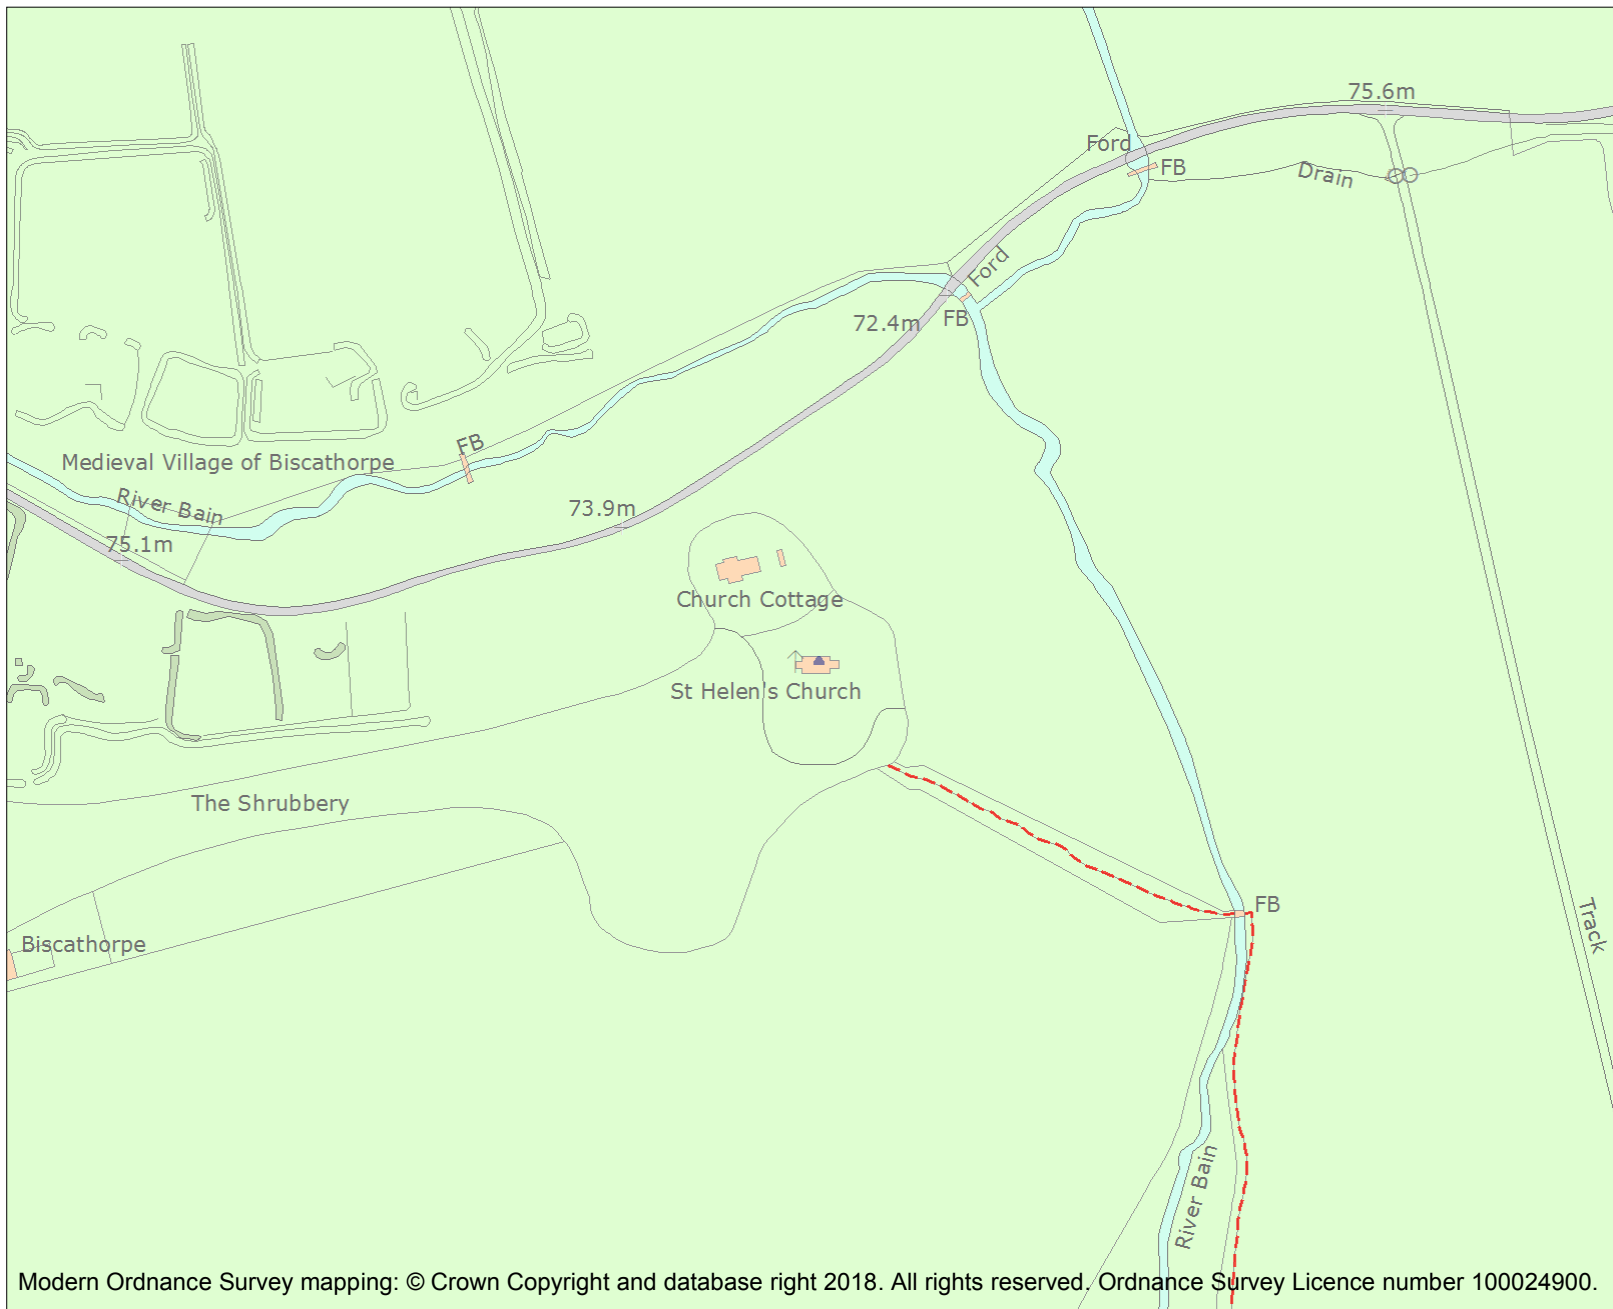 75.6m
Ford
FB
Drain
Ford
72.4m
FB
FB
Medieval Village of Biscathorpe
River Bain
73.9m
75.1m
Church Cottage
St Helen's Church
The Shrubbery
FB
Track
Biscathorpe
River Bain
Modern Ordnance Survey mapping: © Crown Copyright and database right 2018. All rights reserved. Ordnance Survey Licence number 100024900.